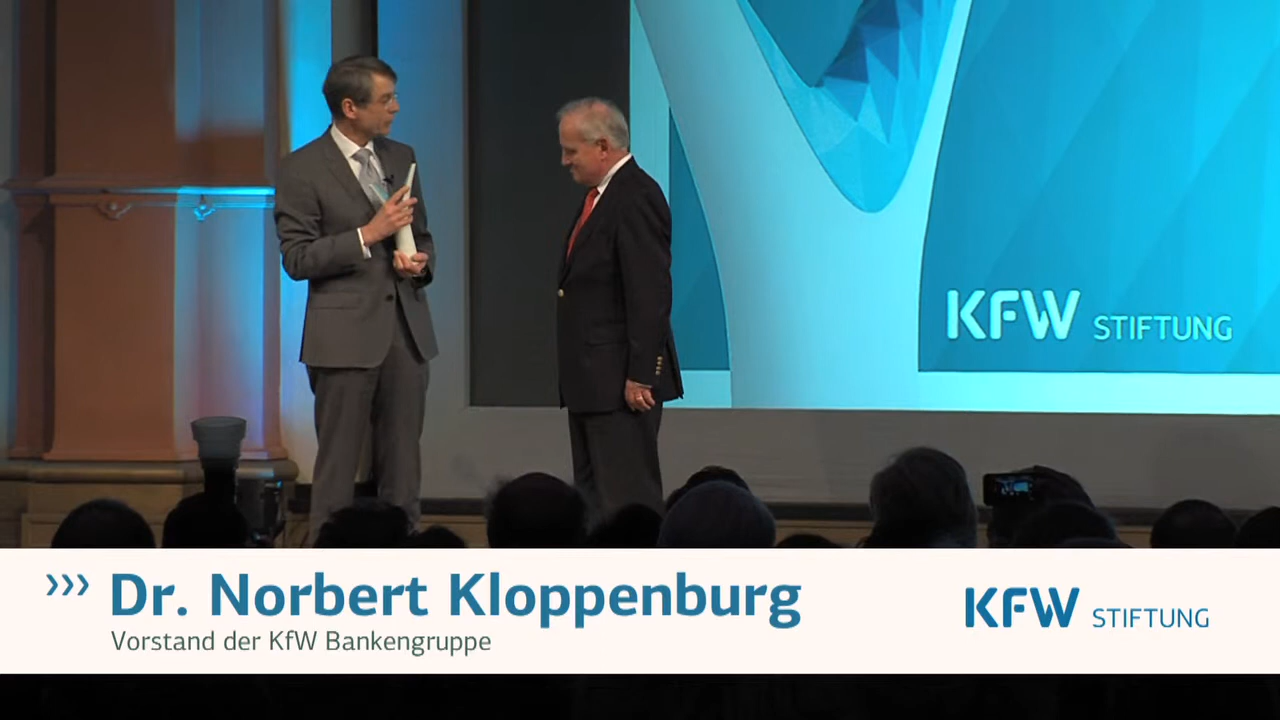 KFW STIFTUNG
››› Dr. Norbert Kloppenburg
Vorstand der KfW Bankengruppe
KFW STIFTUNG